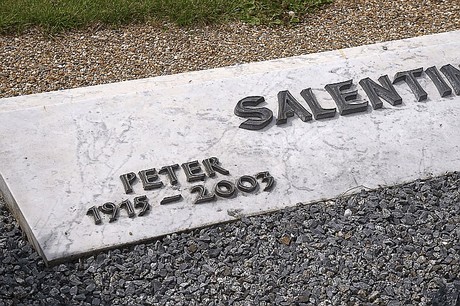 SALENTIN
PETER
1915 - 2003